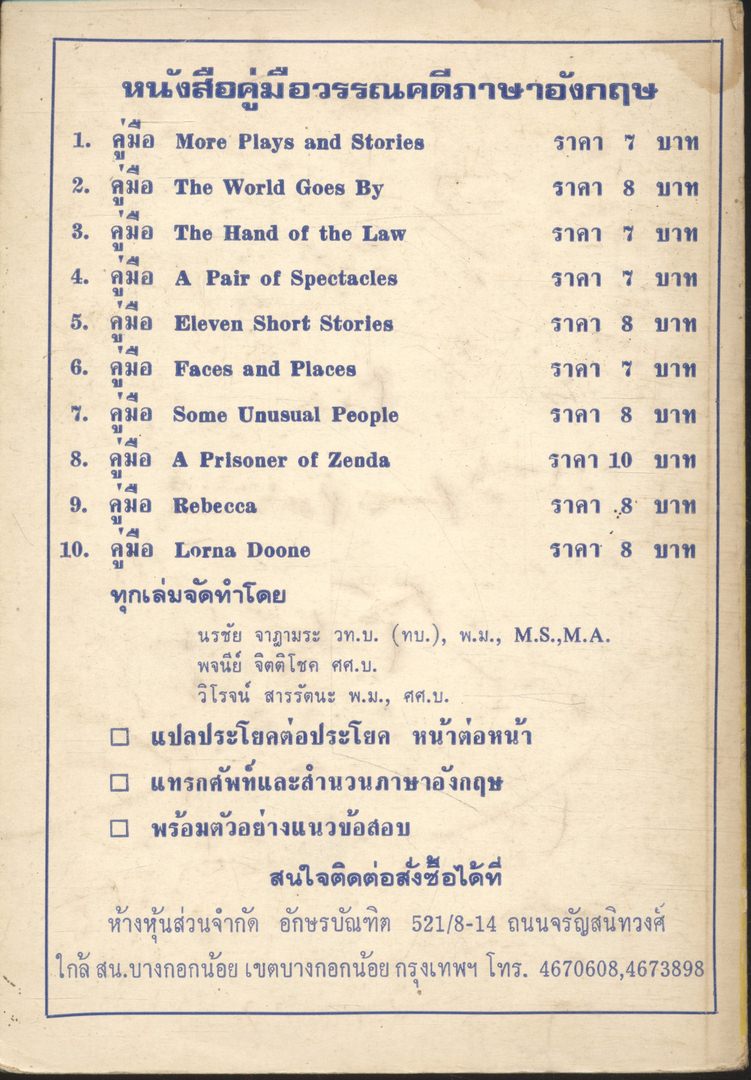 หนังสือคู่มือวรรณคดีภาษาอังกฤษ
1. คู่มือ More Plays and Stories ราคา 7 บาท
2. คู่มือ The World Goes By ราคา 8 บาท
3. คู่มือ The Hand of the Law ราคา 7 บาท
4. คู่มือ A Pair of Spectacles ราคา 7 บาท
5. คู่มือ Eleven Short Stories ราคา 8 บาท
6. คู่มือ Faces and Places ราคา 7 บาท
7. คู่มือ Some Unusual People ราคา 8 บาท
8. คู่มือ A Prisoner of Zenda ราคา 10 บาท
9. คู่มือ Rebecca ราคา 8 บาท
10. คู่มือ Lorna Doone ราคา 8 บาท
ทุกเล่มจัดทำโดย
นรชัย จาฎามระ วท.บ. (ทบ.), พ.ม., M.S.,M.A.
พจนีย์ จิตติโชค ศศ.บ.
วิโรจน์ สารรัตนะ พ.ม., ศศ.บ.
แปลประโยคต่อประโยค หน้าต่อหน้า
แทรกศัพท์และสำนวนภาษาอังกฤษ
พร้อมตัวอย่างแนวข้อสอบ
สนใจติดต่อสั่งซื้อได้ที่
ห้างหุ้นส่วนจำกัด อักษรบัณฑิต 521/8-14 ถนนจรัญสนิทวงศ์
ใกล้ สน.บางกอกน้อย เขตบางกอกน้อย กรุงเทพฯ โทร. 4670608,4673898